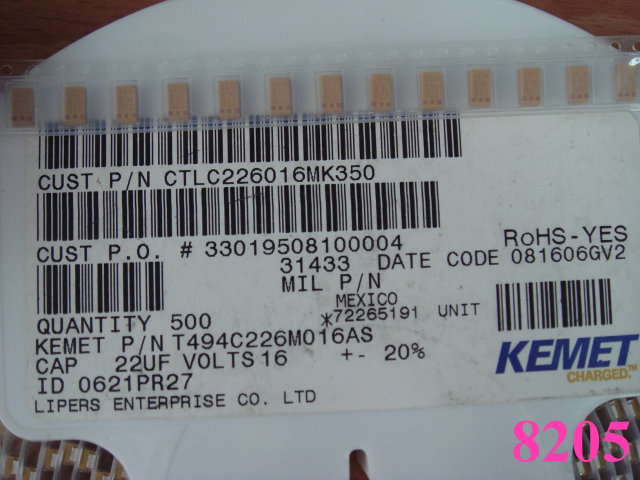 CUST P/N CTLC226016MK350
CUST P.O. # 33019508100004
RoHS-YES
31433 DATE CODE 081606GV2
MIL P/N
MEXICO
QUANTITY 500
*72265191 UNIT
KEMET P/N T494C226M016AS
CAP 22UF VOLTS 16 +- 20%
ID 0621PR27
LIPERS ENTERPRISE CO. LTD
KEMET
CHARGED.™
8205